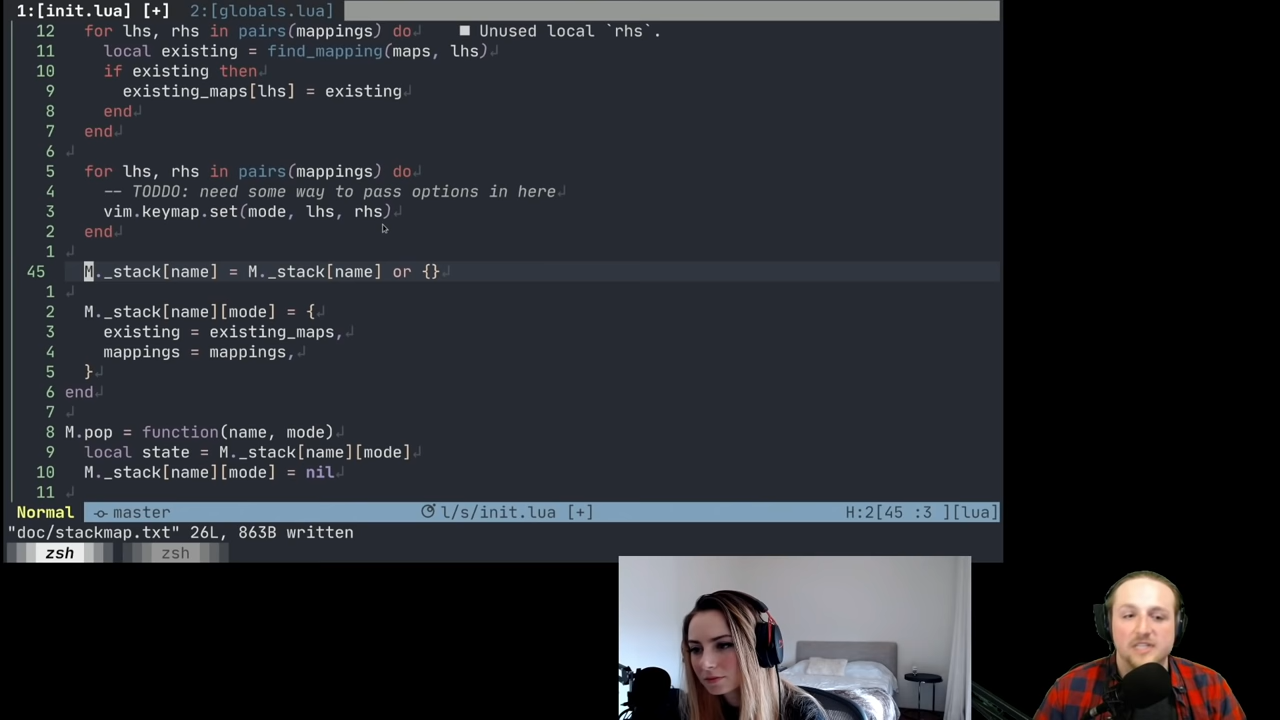 1:[init.lua] [+] 2:[globals.lua]
12 for lhs, rhs in pairs(mappings) do ■ Unused local `rhs`.
11 local existing = find_mapping(maps, lhs)↲
10 if existing then↲
9 existing_maps[lhs] = existing
8 end↲
7 end↲
6 ↲
5 for lhs, rhs in pairs(mappings) do↲
4 -- TODDO: need some way to pass options in here↲
3 vim.keymap.set(mode, lhs, rhs)↲
2 end↲
1 ↲
45 M._stack[name] = M._stack[name] or {}↲
1 ↲
2 M._stack[name][mode] = {↲
3 existing = existing_maps,↲
4 mappings = mappings,↲
5 }↲
6 end↲
7 ↲
8 M.pop = function(name, mode)↲
9 local state = M._stack[name][mode]↲
10 M._stack[name][mode] = nil↲
11 ↲
Normal master l/s/init.lua [+] H:2[45 :3 ][lua]
"doc/stackmap.txt" 26L, 863B written
zsh zsh